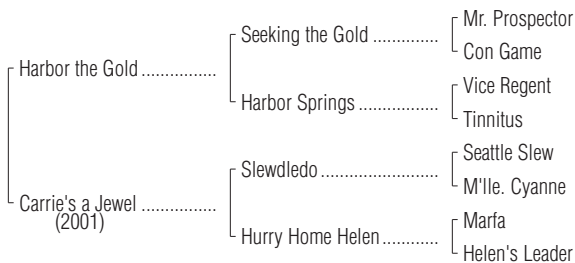 Mr. Prospector
Seeking the Gold ..............
Con Game
Harbor the Gold ................
Vice Regent
Harbor Springs .................
Tinnitus
Seattle Slew
Slewdledo .........................
M'lle. Cyanne
Carrie's a Jewel ................
(2001)
Marfa
Hurry Home Helen ............
Helen's Leader